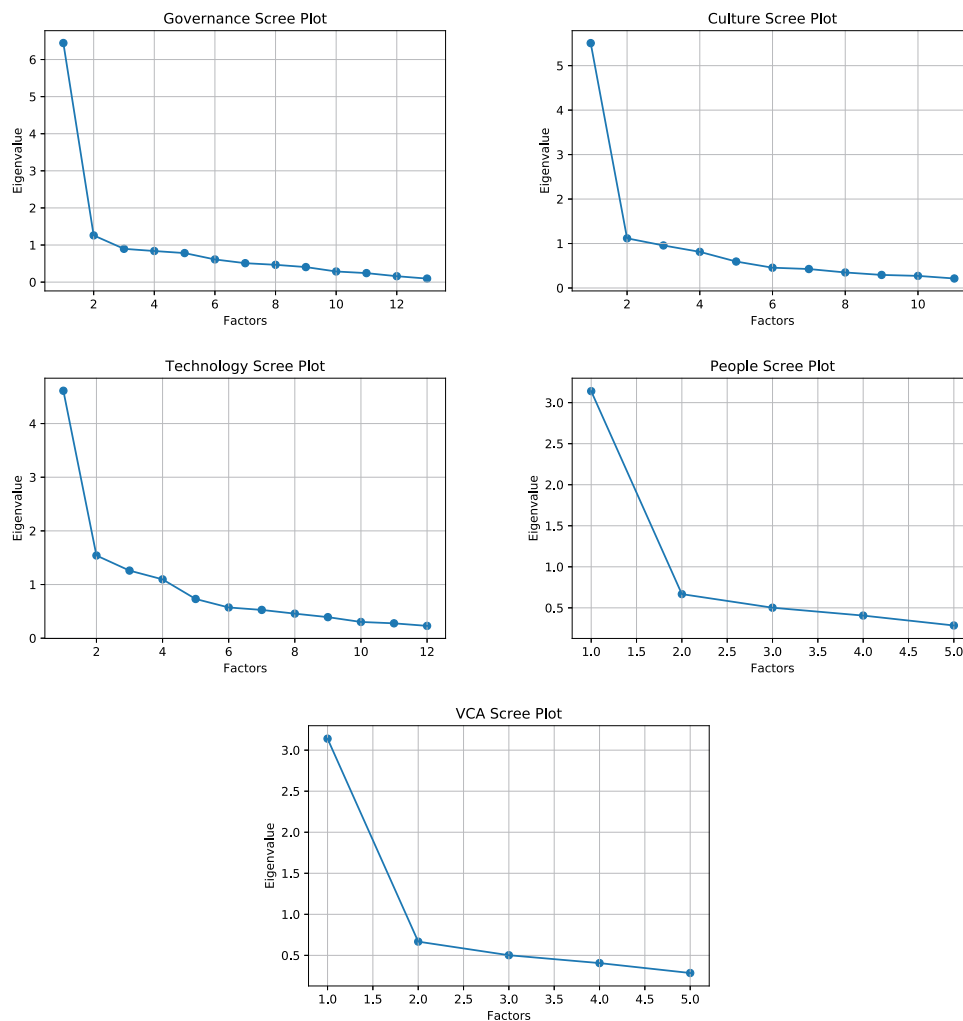 Governance Scree Plot
Eigenvalue
6
5
4
3
2
1
0
2 4 6 8 10 12
Factors
Culture Scree Plot
Eigenvalue
5
4
3
2
1
0
2 4 6 8 10
Factors
Technology Scree Plot
Eigenvalue
4
3
2
1
0
2 4 6 8 10 12
Factors
People Scree Plot
Eigenvalue
3.0
2.5
2.0
1.5
1.0
0.5
1.0 1.5 2.0 2.5 3.0 3.5 4.0 4.5 5.0
Factors
VCA Scree Plot
Eigenvalue
3.0
2.5
2.0
1.5
1.0
0.5
1.0 1.5 2.0 2.5 3.0 3.5 4.0 4.5 5.0
Factors